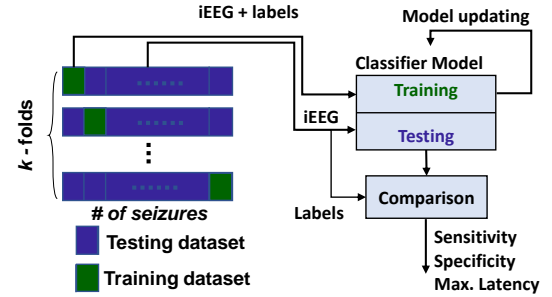 iEEG + labels
Model updating
Classifier Model
Training
iEEG
Testing
k - folds
Comparison
# of seizures
Labels
Testing dataset
Training dataset
Sensitivity
Specificity
Max. Latency